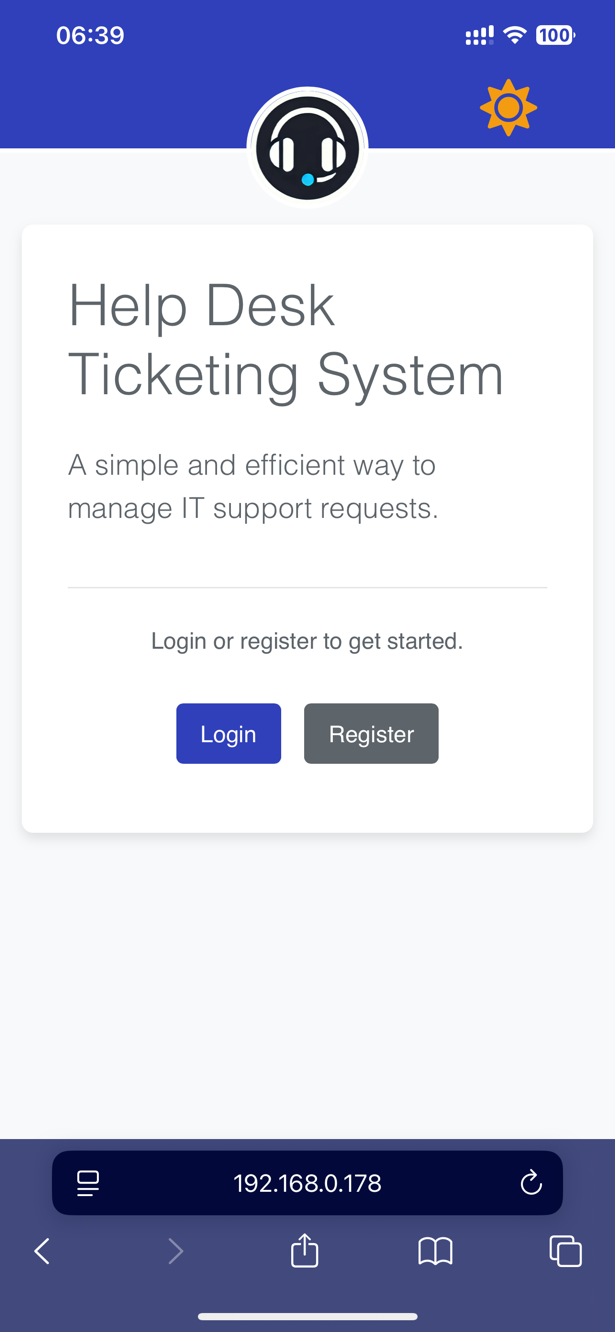 06:39
100
Help Desk
Ticketing System
A simple and efficient way to
manage IT support requests.
Login or register to get started.
Login
Register
192.168.0.178